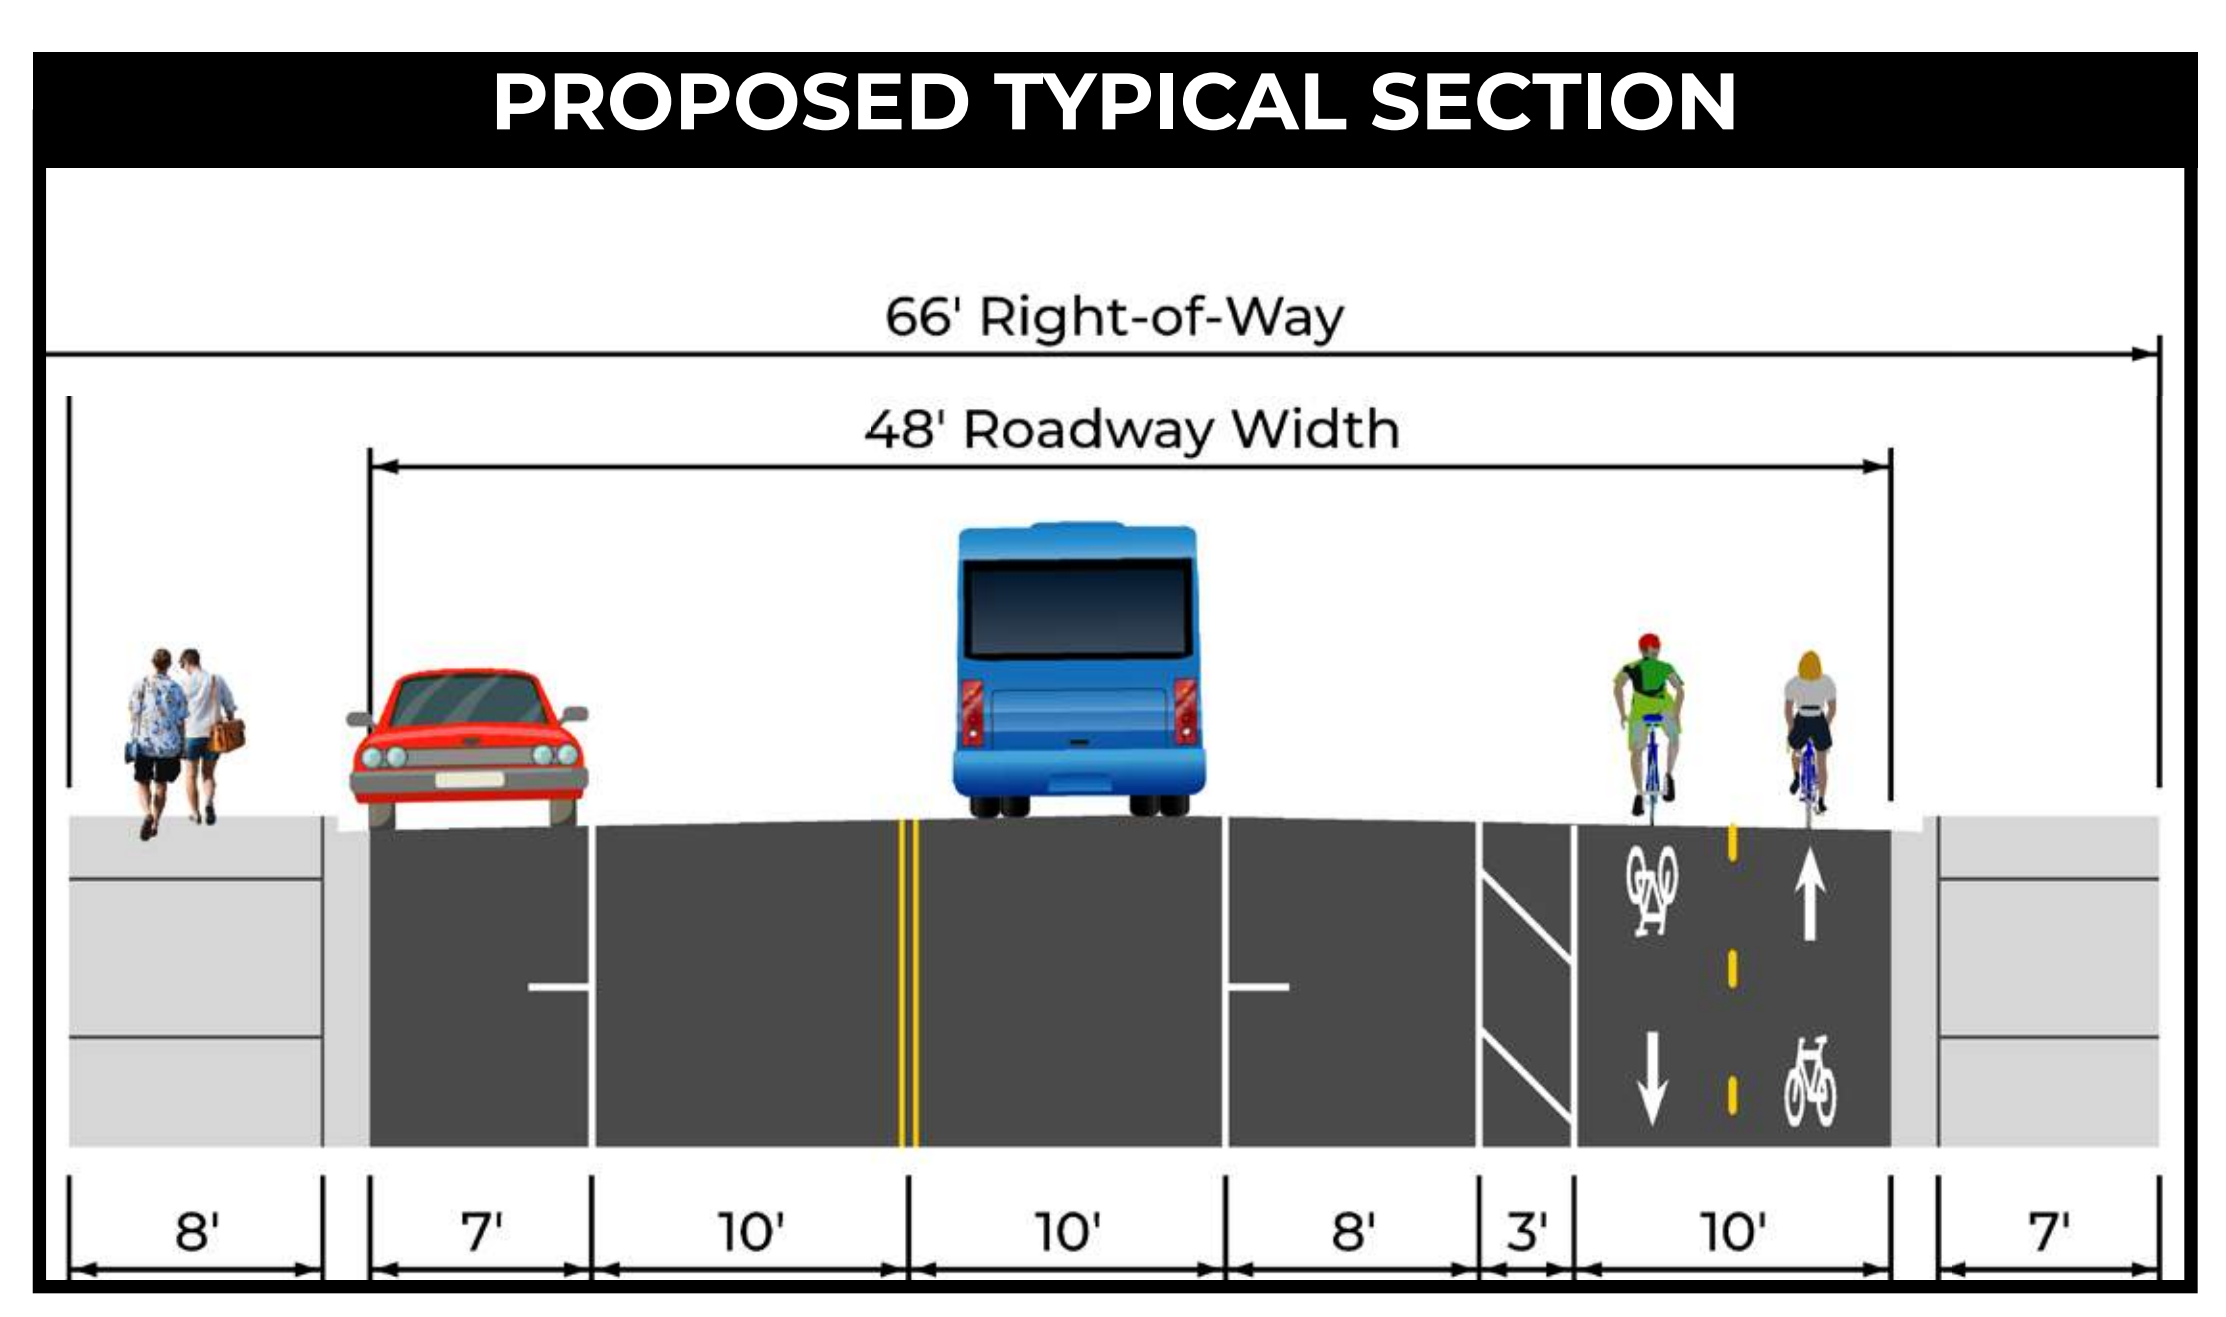 PROPOSED TYPICAL SECTION
66' Right-of-Way
48' Roadway Width
8' 7' 10' 10' 8' 3' 10' 7'